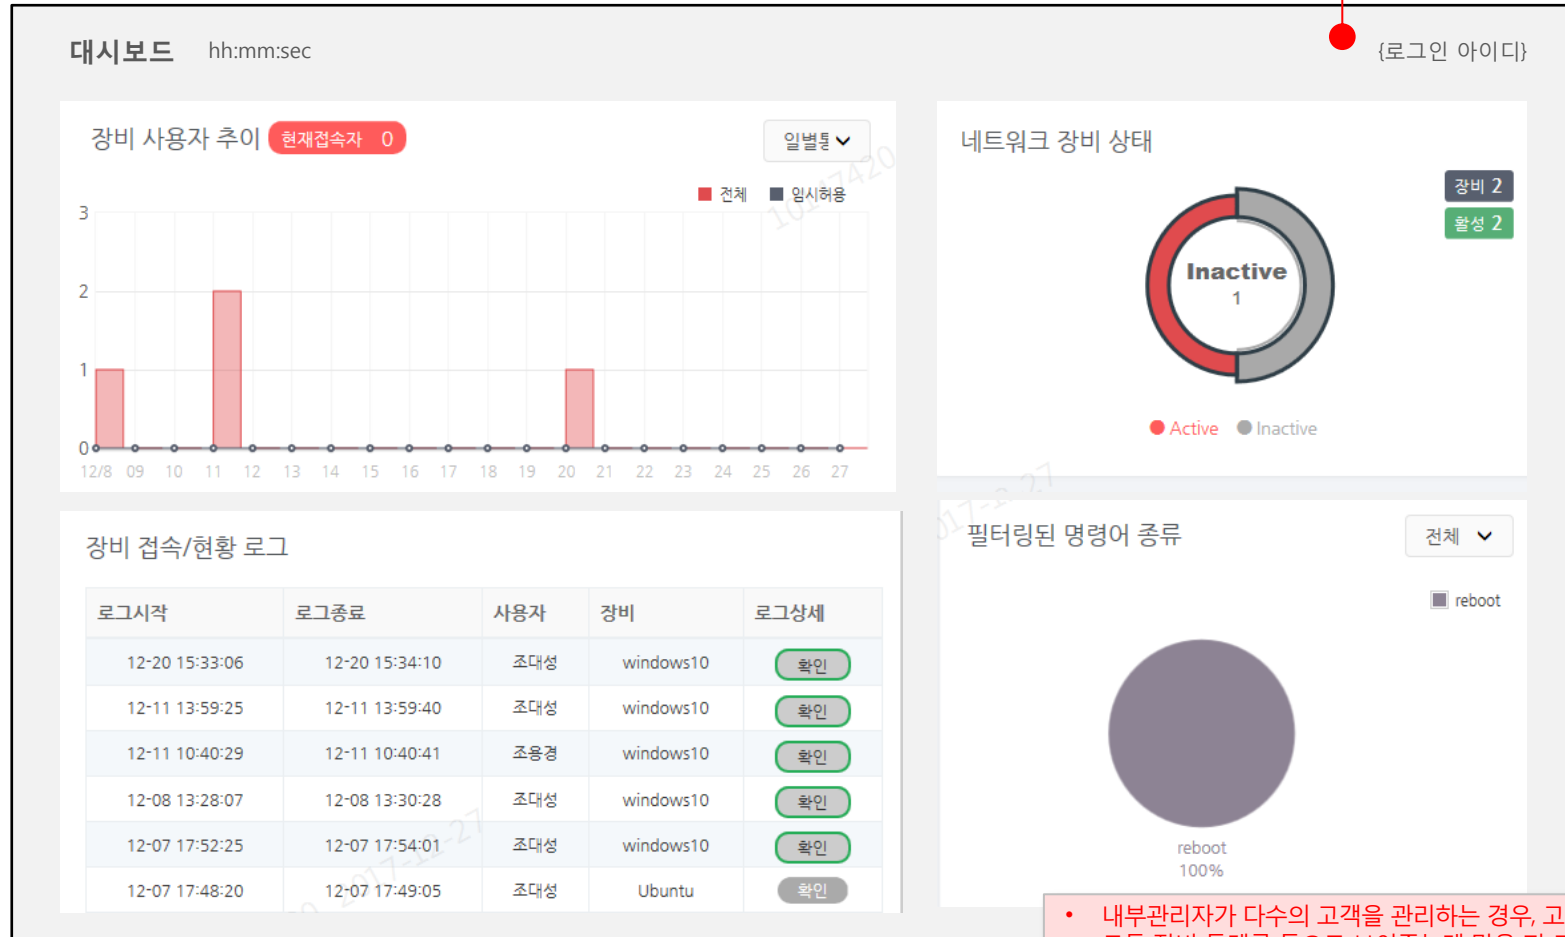 대시보드 hh:mm:sec
{로그인 아이디}
장비 사용자 추이 현재접속자 0
일별통
전체 임시허용
3
2
1
0
12/8 09 10 11 12 13 14 15 16 17 18 19 20 21 22 23 24 25 26 27
네트워크 장비 상태
장비 2
활성 2
Inactive
1
Active Inactive
장비 접속/현황 로그
로그시작 로그종료 사용자 장비 로그상세
12-20 15:33:06 12-20 15:34:10 조대성 windows10 확인
12-11 13:59:25 12-11 13:59:40 조대성 windows10 확인
12-11 10:40:29 12-11 10:40:41 조용경 windows10 확인
12-08 13:28:07 12-08 13:30:28 조대성 windows10 확인
12-07 17:52:25 12-07 17:54:01 조대성 windows10 확인
12-07 17:48:20 12-07 17:49:05 조대성 Ubuntu 확인
필터링된 명령어 종류
전체
reboot
reboot
100%
• 내부관리자가 다수의 고객을 관리하는 경우, 고
10147420
2017-12-27